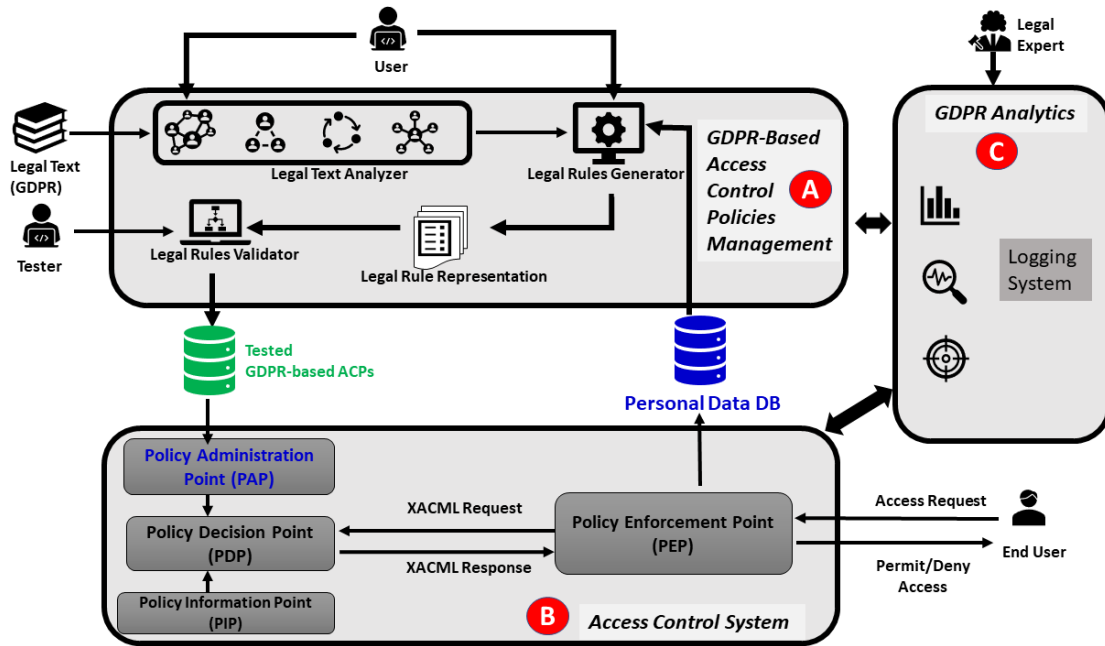 User
Legal
Expert
Legal Text
(GDPR)
Legal Text Analyzer
Legal Rules Generator
GDPR-Based
Access
Control
Policies
Management
A
GDPR Analytics
C
Logging
System
Tester
Legal Rules Validator
Legal Rule Representation
Tested
GDPR-based ACPs
Personal Data DB
Policy Administration
Point (PAP)
Policy Decision Point
(PDP)
Policy Information Point
(PIP)
XACML Request
XACML Response
Policy Enforcement Point
(PEP)
Access Request
End User
Permit/Deny
Access
B
Access Control System